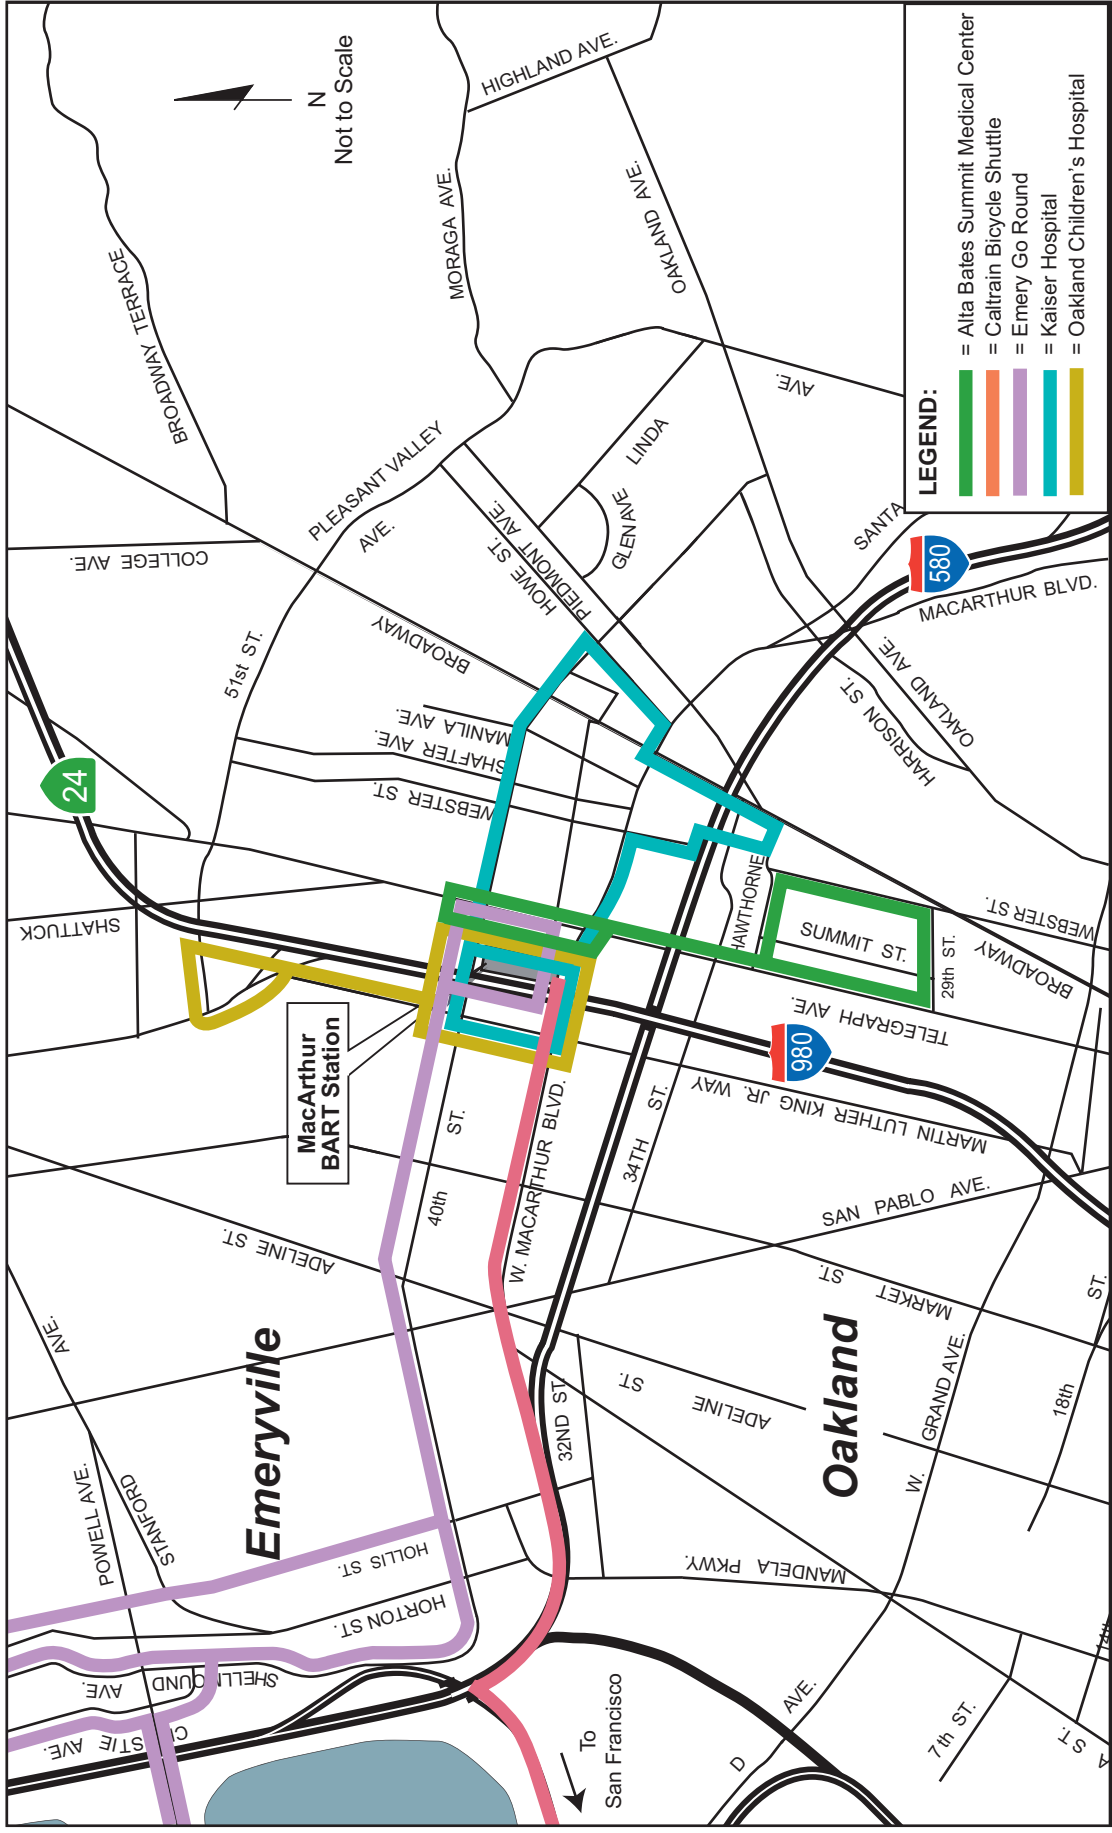 BROADWAY TERRACE
MORAGA AVE.
HIGHLAND AVE.
OAKLAND AVE.
N
Not to Scale
COLLEGE AVE.
PLEASANT VALLEY
AVE.
51st ST.
BROADWAY
HOWE ST.
PIEDMONT AVE.
GLEN AVE
LINDA
AVE.
SANTA
580
MACARTHUR BLVD.
OAKLAND AVE.
HARRISON ST.
24
MANILA AVE.
SHAFTER AVE.
WEBSTER ST.
SHATTUCK
HAWTHORNE
SUMMIT ST.
29th ST.
WEBSTER ST.
BROADWAY
TELEGRAPH AVE.
980
MARTIN LUTHER KING JR. WAY
34TH ST.
MacArthur
BART Station
40th ST.
W. MACARTHUR BLVD.
SAN PABLO AVE.
ADELINE ST.
MARKET ST.
Emeryville
Oakland
AVE.
STANFORD
POWELL AVE.
HOLLIS ST.
HORTON ST.
32ND ST.
ADELINE ST.
W. GRAND AVE.
18th ST.
MANDELA PKWY.
SHELLMOUND
AVE.
STIE AVE.
To
San Francisco
D AVE.
7th ST.
14th
A ST.
LEGEND:
= Alta Bates Summit Medical Center
= Caltrain Bicycle Shuttle
= Emery Go Round
= Kaiser Hospital
= Oakland Children's Hospital